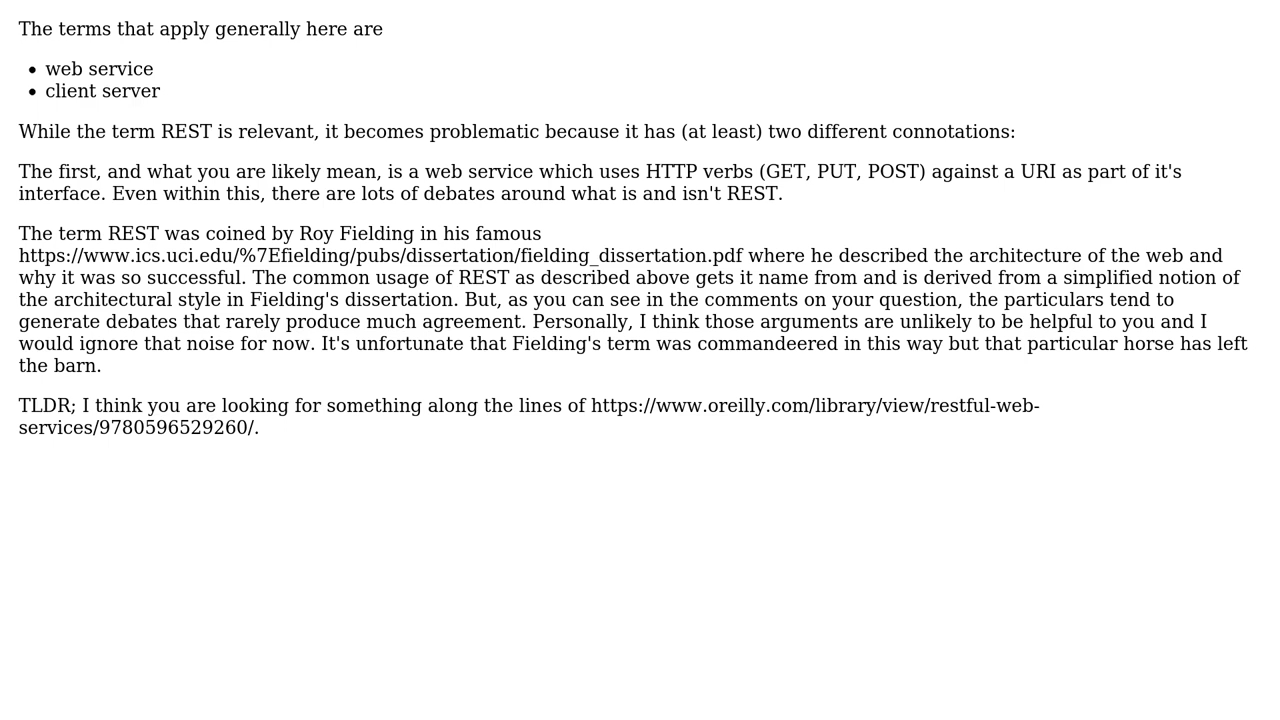 The terms that apply generally here are
• web service
• client server
While the term REST is relevant, it becomes problematic because it has (at least) two different connotations:
The first, and what you are likely mean, is a web service which uses HTTP verbs (GET, PUT, POST) against a URI as part of it's
interface. Even within this, there are lots of debates around what is and isn't REST.
The term REST was coined by Roy Fielding in his famous
https://www.ics.uci.edu/%7Efielding/pubs/dissertation/fielding_dissertation.pdf where he described the architecture of the web and
why it was so successful. The common usage of REST as described above gets it name from and is derived from a simplified notion of
the architectural style in Fielding's dissertation. But, as you can see in the comments on your question, the particulars tend to
generate debates that rarely produce much agreement. Personally, I think those arguments are unlikely to be helpful to you and I
would ignore that noise for now. It's unfortunate that Fielding's term was commandeered in this way but that particular horse has left
the barn.
TLDR; I think you are looking for something along the lines of https://www.oreilly.com/library/view/restful-web-
services/9780596529260/.